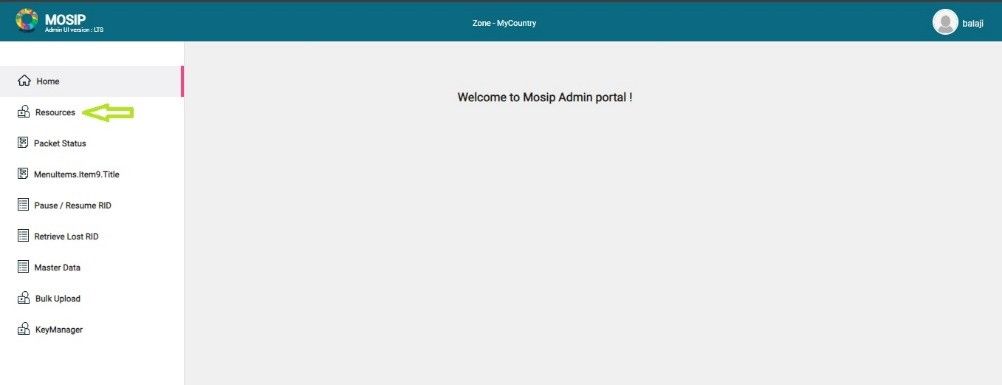 MOSIP
Admin UI version : LTS
Zone - MyCountry
balaji
Home
Resources
Packet Status
MenuItems.Item9.Title
Pause / Resume RID
Retrieve Lost RID
Master Data
Bulk Upload
KeyManager
Welcome to Mosip Admin portal !